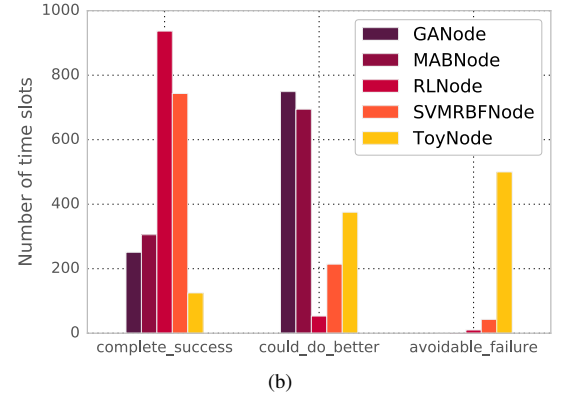 1000
800
600
400
200
0
Number of time slots
GANode
MABNode
RLNode
SVMRBFNode
ToyNode
complete_success could_do_better avoidable_failure
(b)